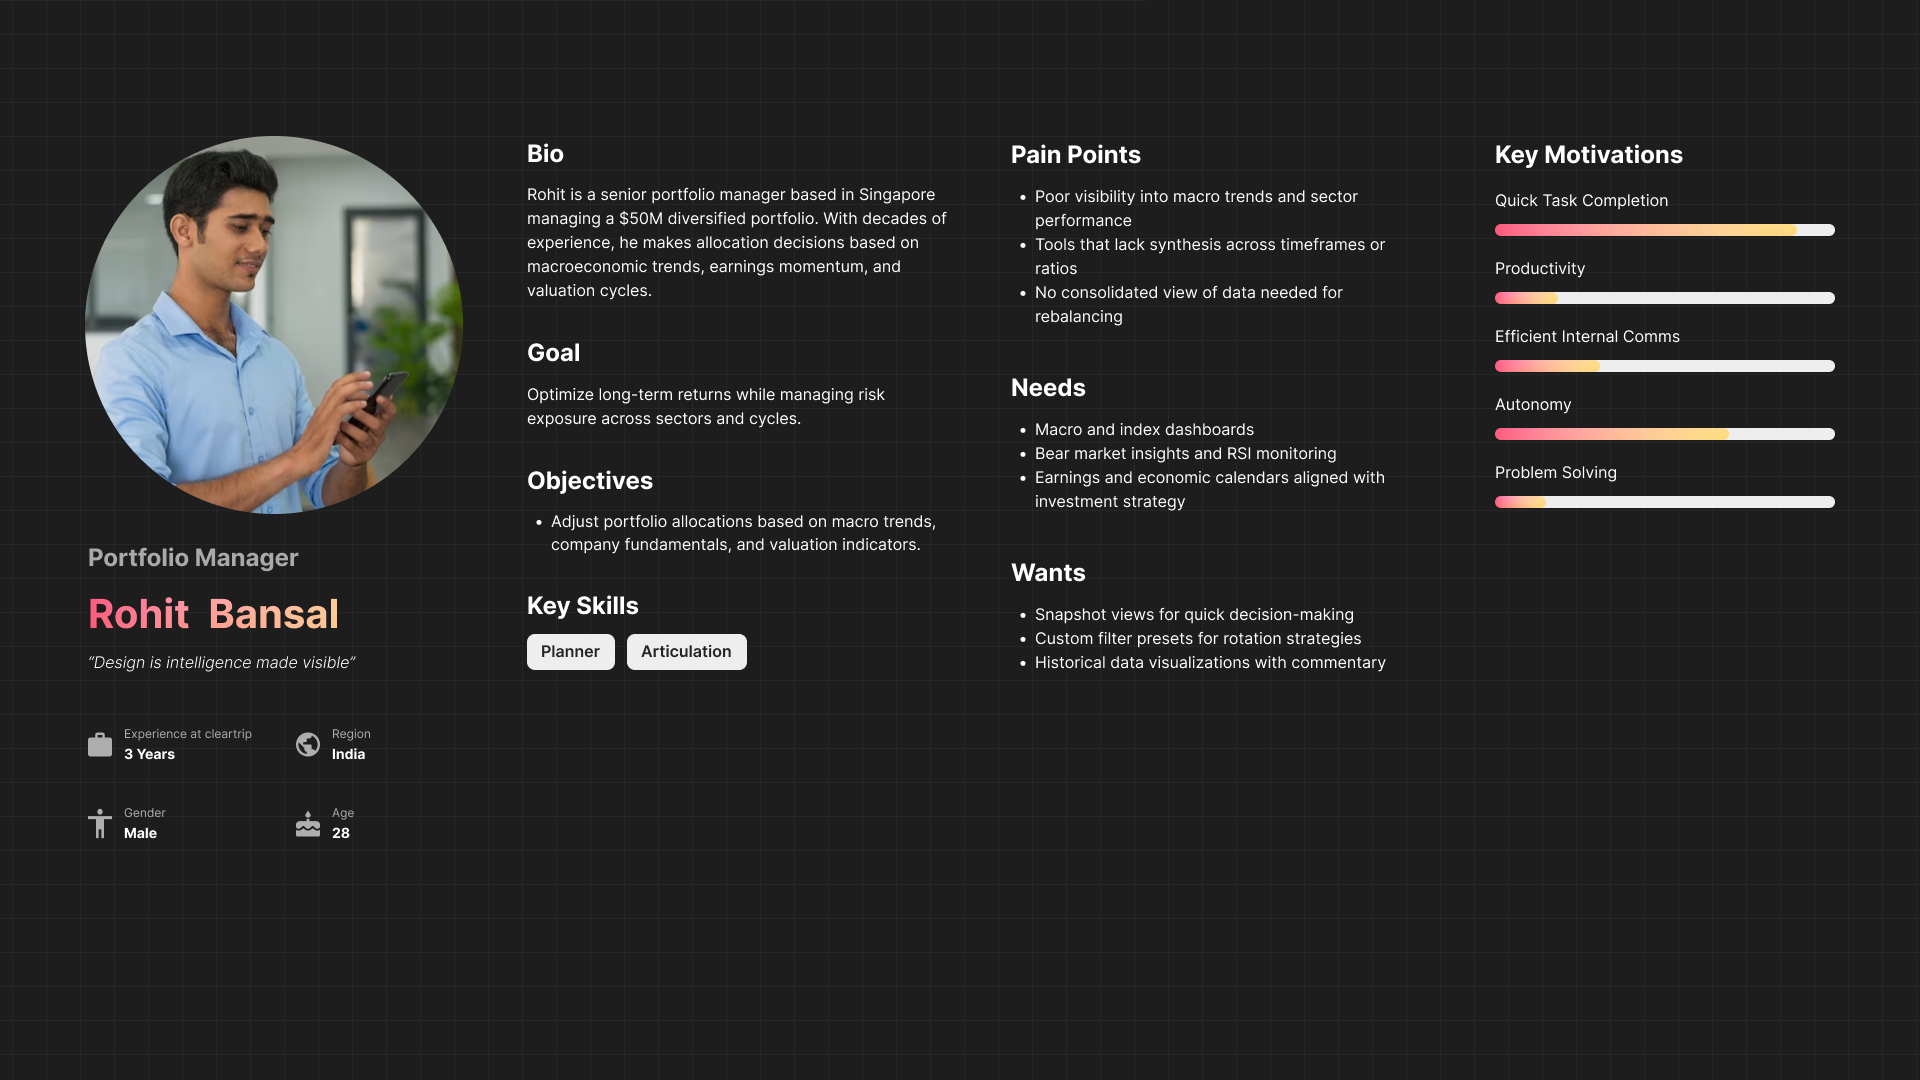 Portfolio Manager
Rohit Bansal
“Design is intelligence made visible”
Experience at cleartrip
3 Years
Region
India
Gender
Male
Age
28
Bio
Rohit is a senior portfolio manager based in Singapore
managing a $50M diversified portfolio. With decades of
experience, he makes allocation decisions based on
macroeconomic trends, earnings momentum, and
valuation cycles.
Goal
Optimize long-term returns while managing risk
exposure across sectors and cycles.
Objectives
• Adjust portfolio allocations based on macro trends,
company fundamentals, and valuation indicators.
Key Skills
Planner
Articulation
Pain Points
• Poor visibility into macro trends and sector
performance
• Tools that lack synthesis across timeframes or
ratios
• No consolidated view of data needed for
rebalancing
Needs
• Macro and index dashboards
• Bear market insights and RSI monitoring
• Earnings and economic calendars aligned with
investment strategy
Wants
• Snapshot views for quick decision-making
• Custom filter presets for rotation strategies
• Historical data visualizations with commentary
Key Motivations
Quick Task Completion
Productivity
Efficient Internal Comms
Autonomy
Problem Solving